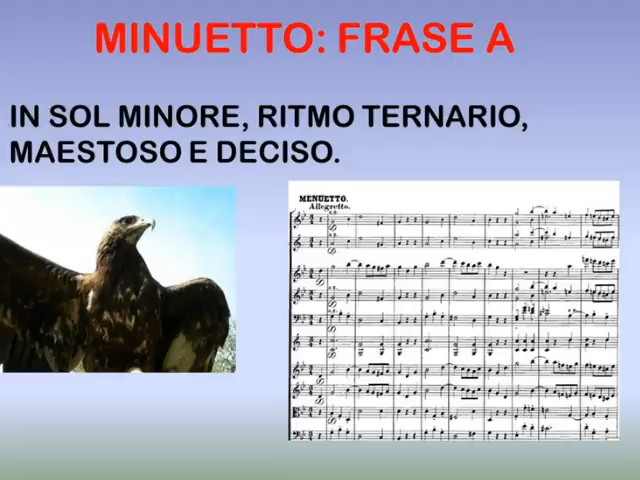 MINUETTO: FRASE A
IN SOL MINORE, RITMO TERNARIO,
MAESTOSO E DECISO.
MENUETTO.
Allegretto.